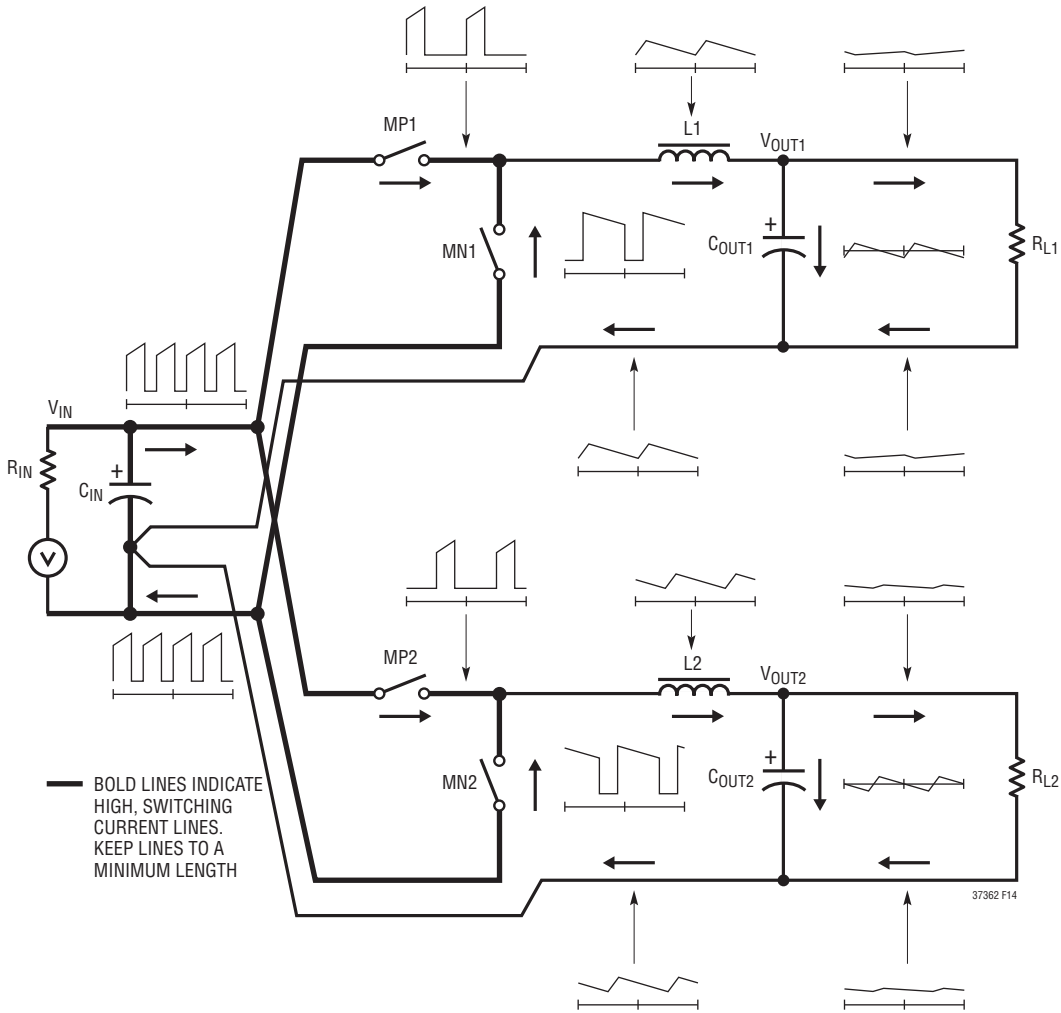 MP1
L1
VOUT1
MN1
COUT1
RL1
VIN
RIN
CIN
V
MP2
L2
VOUT2
MN2
COUT2
RL2
BOLD LINES INDICATE
HIGH, SWITCHING
CURRENT LINES.
KEEP LINES TO A
MINIMUM LENGTH
37362 F14